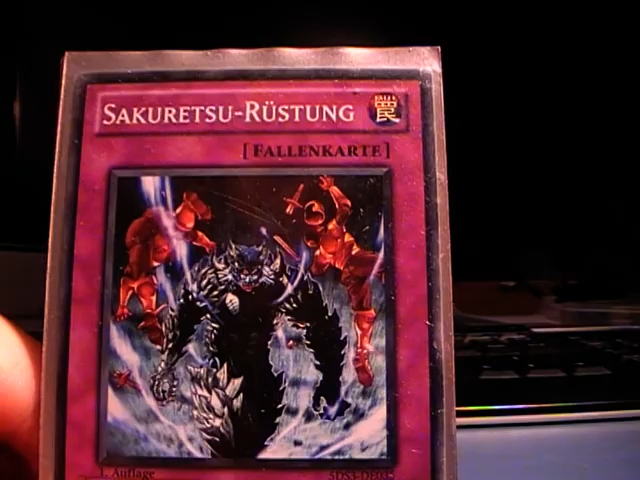 SAKURETSU-RÜSTUNG
罠
[FALLENKARTE]
1. Auflage